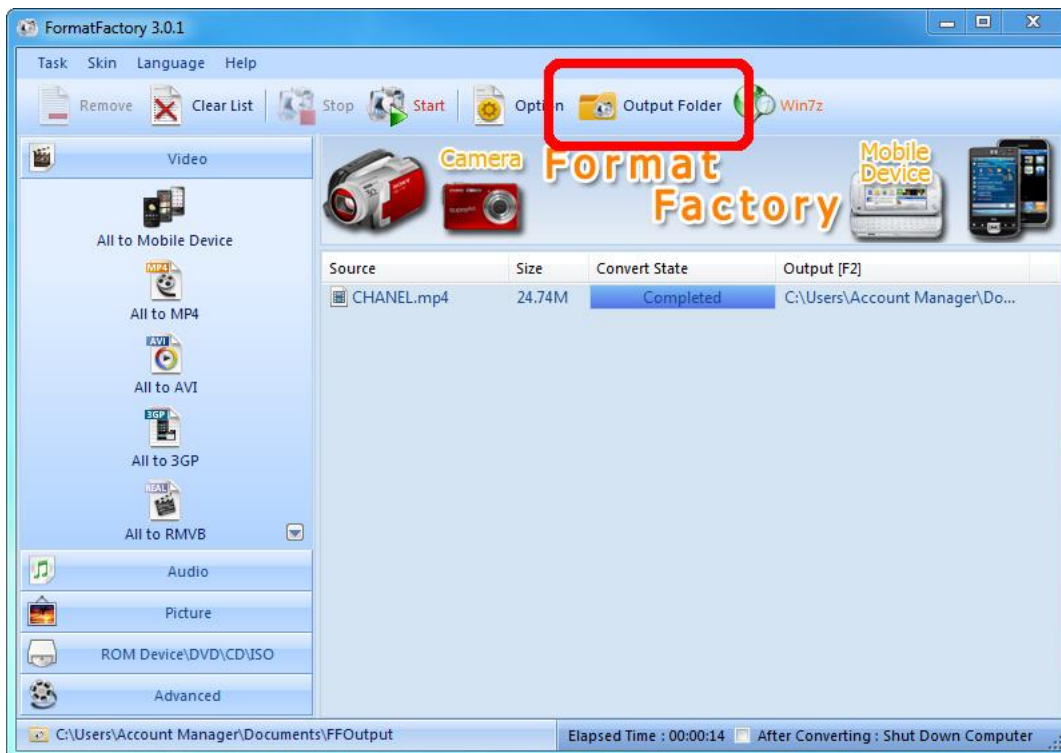 FormatFactory 3.0.1
Task Skin Language Help
Remove Clear List Stop Start Option Output Folder Win7z
Video
All to Mobile Device
MP4
All to MP4
AVI
All to AVI
3GP
All to 3GP
REAL
All to RMVB
Audio
Picture
ROM Device\DVD\CD\ISO
Advanced
Camera
Format
Factory
Mobile
Device
Source Size Convert State Output [F2]
CHANEL.mp4 24.74M Completed C:\Users\Account Manager\Do...
C:\Users\Account Manager\Documents\FFOutput
Elapsed Time : 00:00:14 After Converting : Shut Down Computer